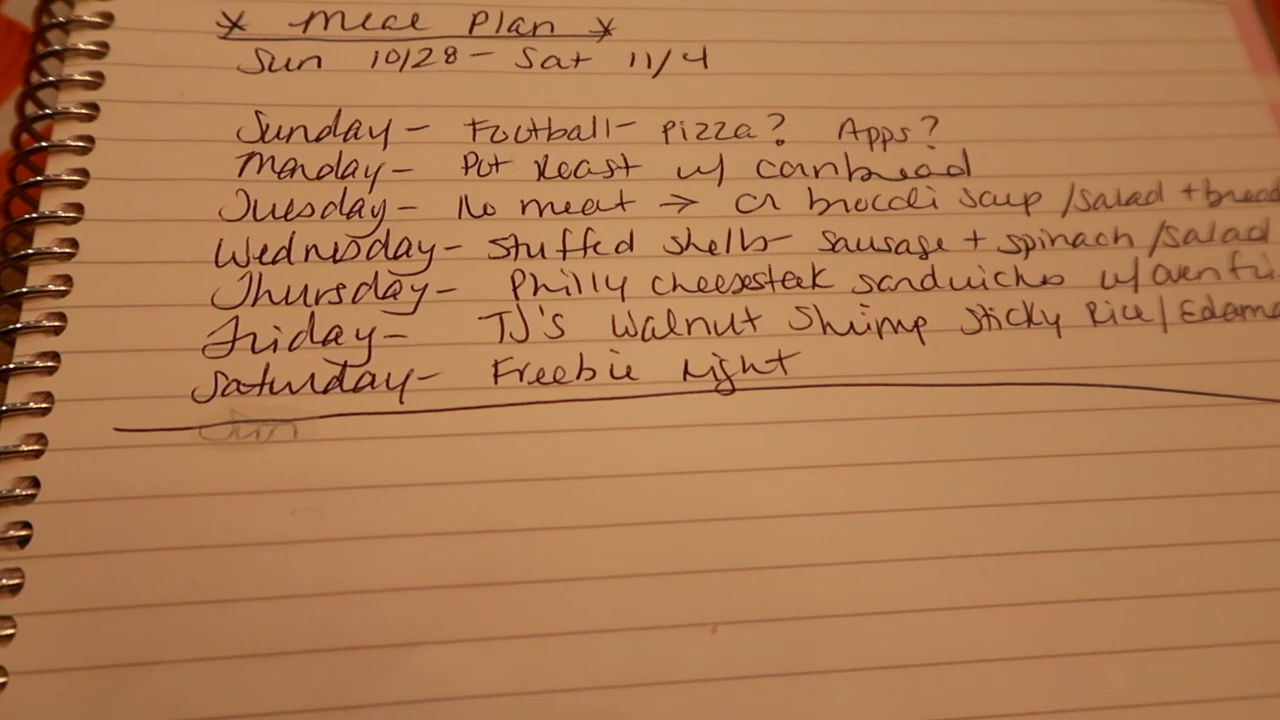 * Meal Plan *
Sun 10/28 - Sat 11/4
Sunday - Football - pizza? Apps?
Monday - Pot Roast w/ cornbread
Tuesday - No meat → cr broccoli soup / salad + bread
Wednesday - Stuffed shells - sausage + spinach / salad
Thursday - Philly cheesesteak sandwiches w/ oven
Friday - TJ's Walnut Shrimp Sticky Rice / Edama
Saturday - Freebie Night